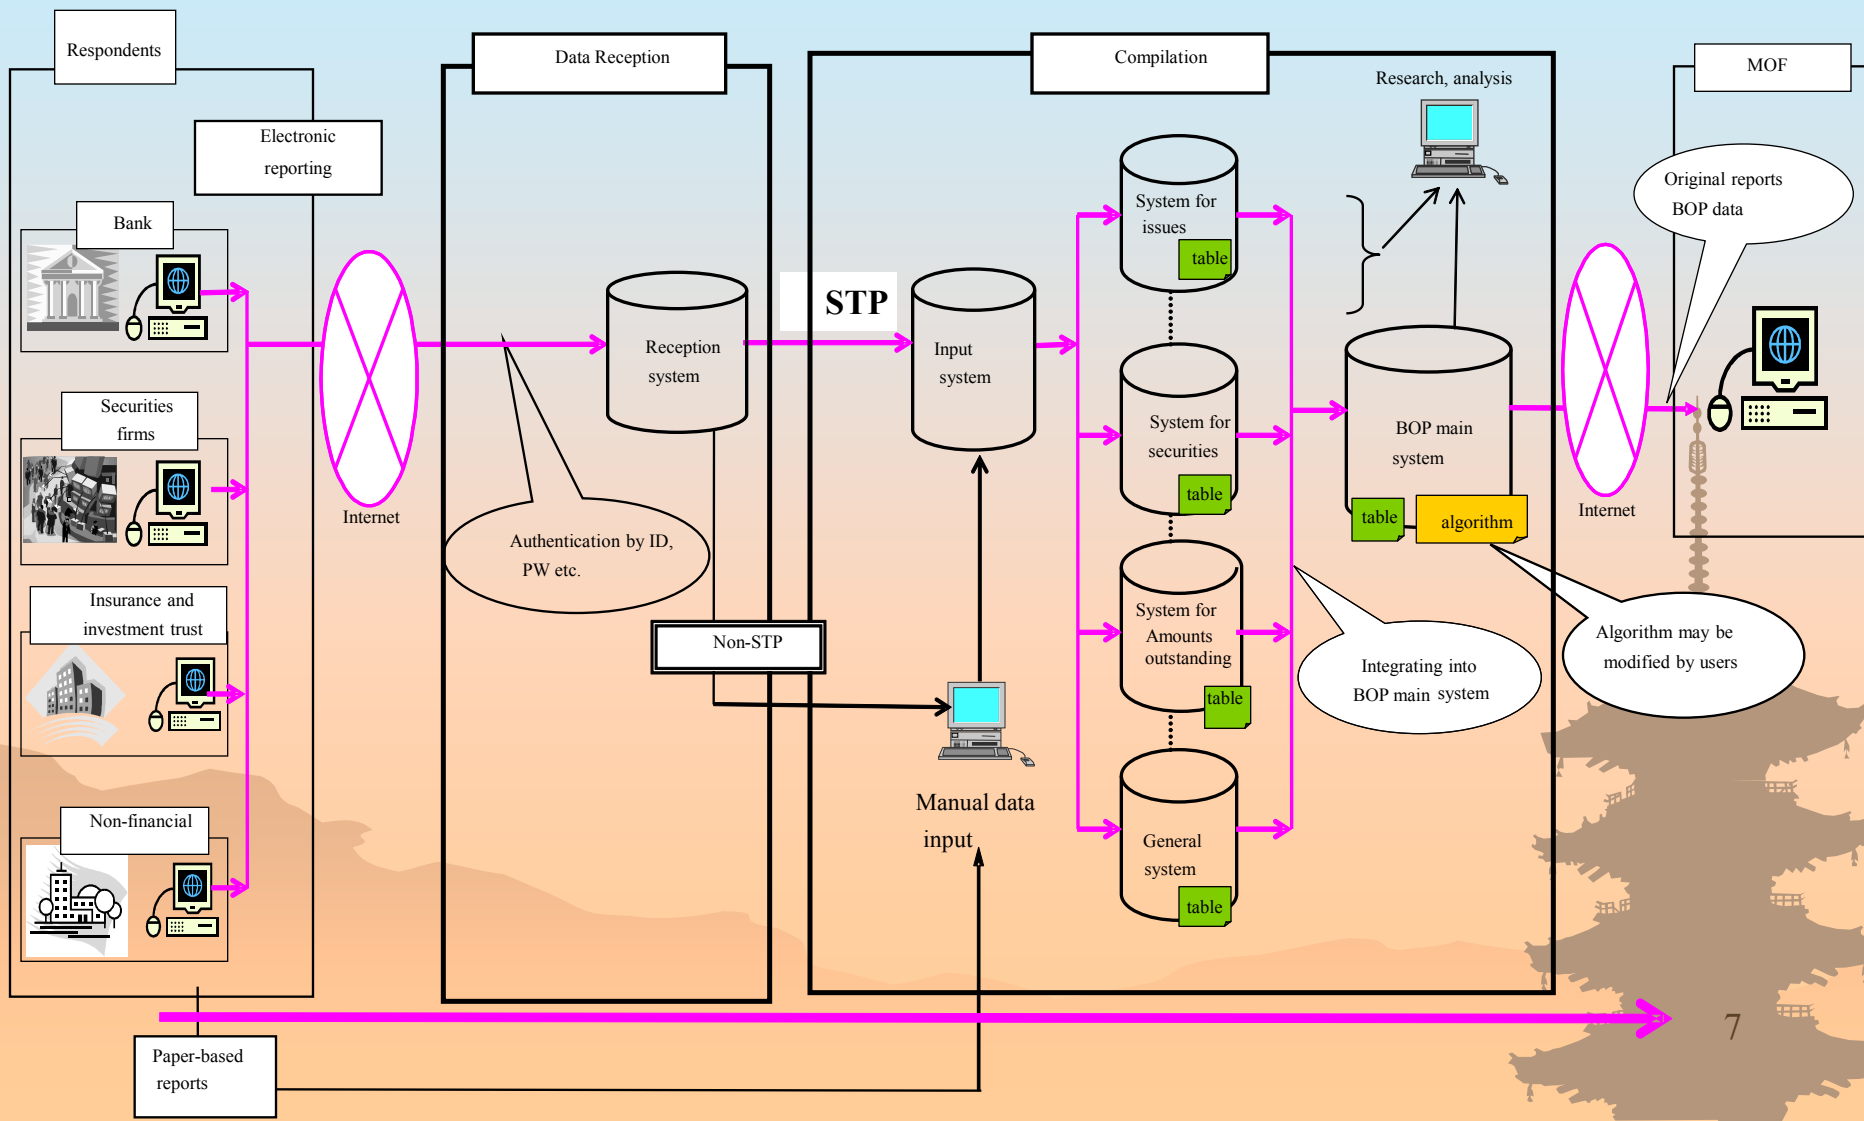 Respondents
Electronic
reporting
Bank
Securities
firms
Insurance and
investment trust
Non-financial
Paper-based
reports
Internet
Data Reception
Reception
system
Authentication by ID,
PW etc.
Non-STP
STP
Compilation
Input
system
Manual data
input
System for
issues
table
System for
securities
table
System for
Amounts
outstanding
table
General
system
table
Research, analysis
BOP main
system
table
algorithm
Integrating into
BOP main system
Algorithm may be
modified by users
Internet
MOF
Original reports
BOP data
7